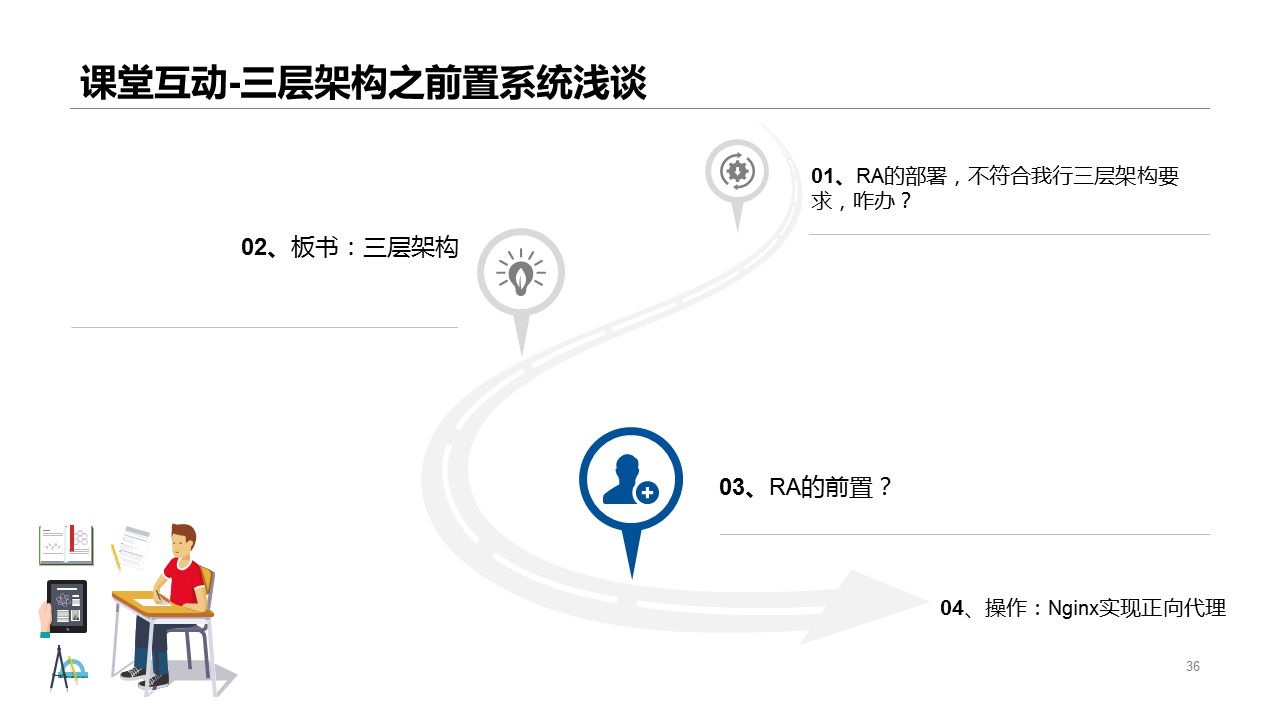 课堂互动-三层架构之前置系统浅谈
01、RA的部署，不符合我行三层架构要
求，咋办？
02、板书：三层架构
03、RA的前置？
04、操作：Nginx实现正向代理
36